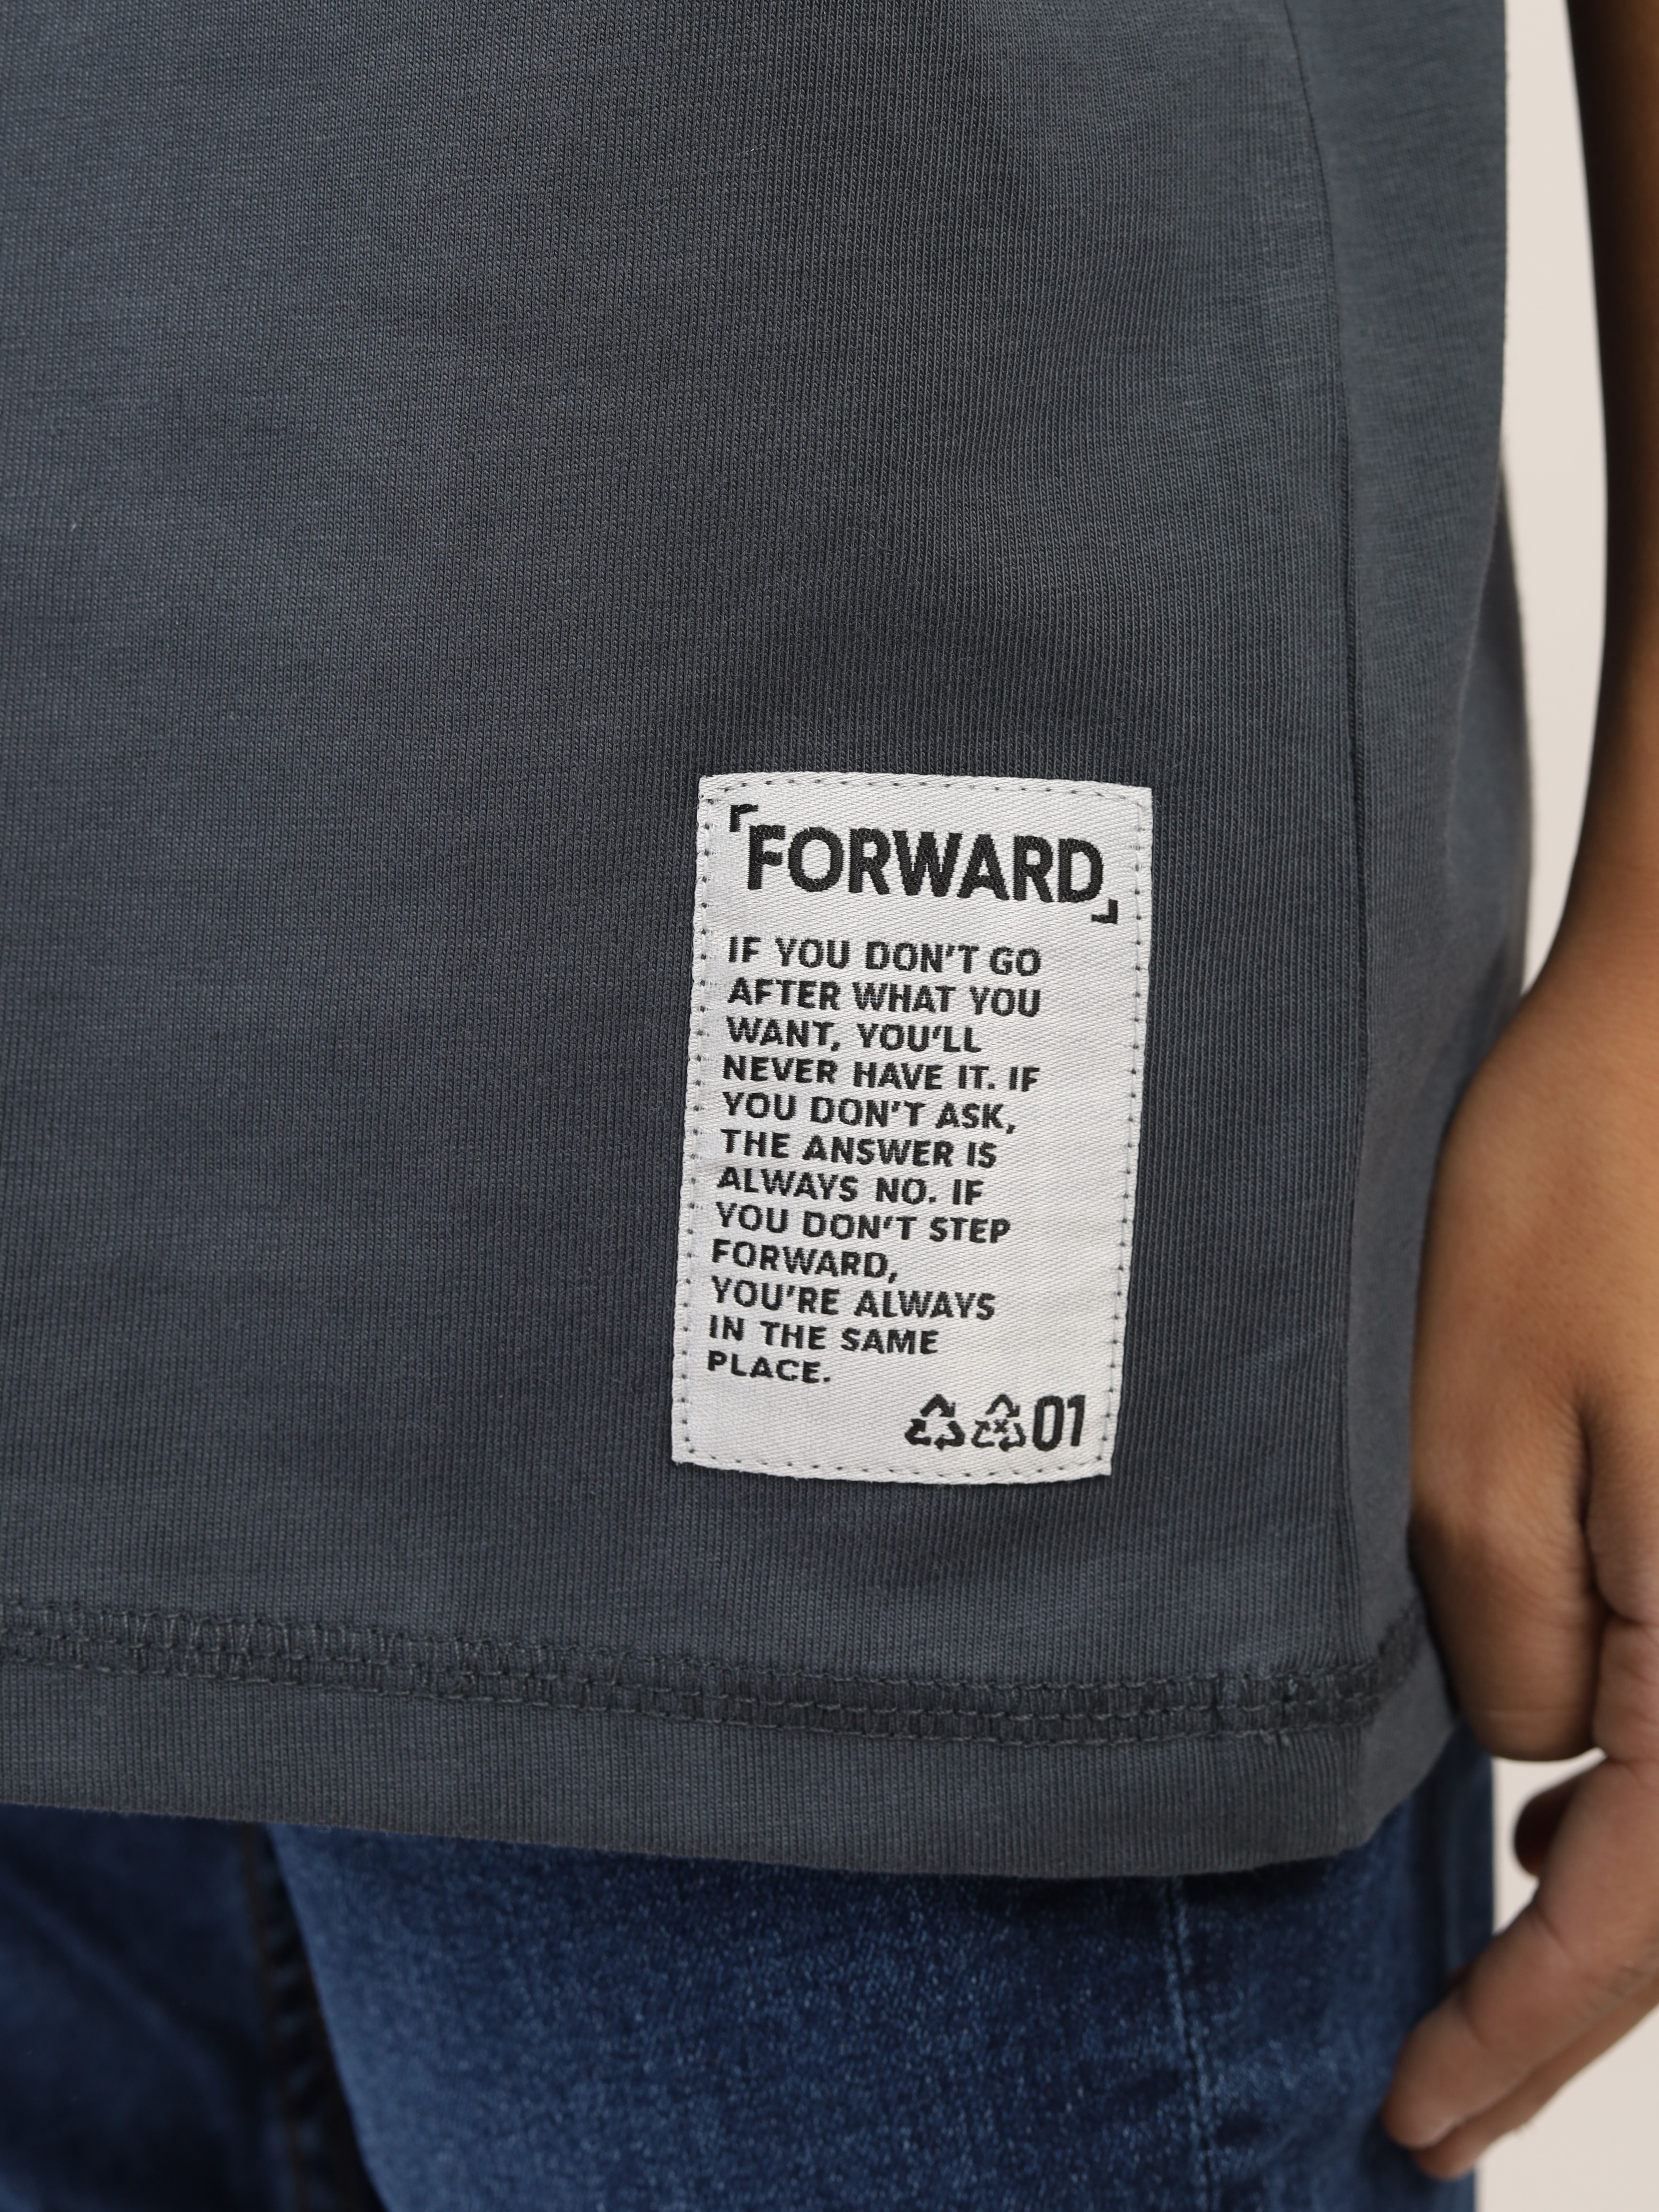 FORWARD
IF YOU DON'T GO
AFTER WHAT YOU
WANT, YOU'LL
NEVER HAVE IT. IF
YOU DON'T ASK,
THE ANSWER IS
ALWAYS NO. IF
YOU DON'T STEP
FORWARD,
YOU'RE ALWAYS
IN THE SAME
PLACE.
01